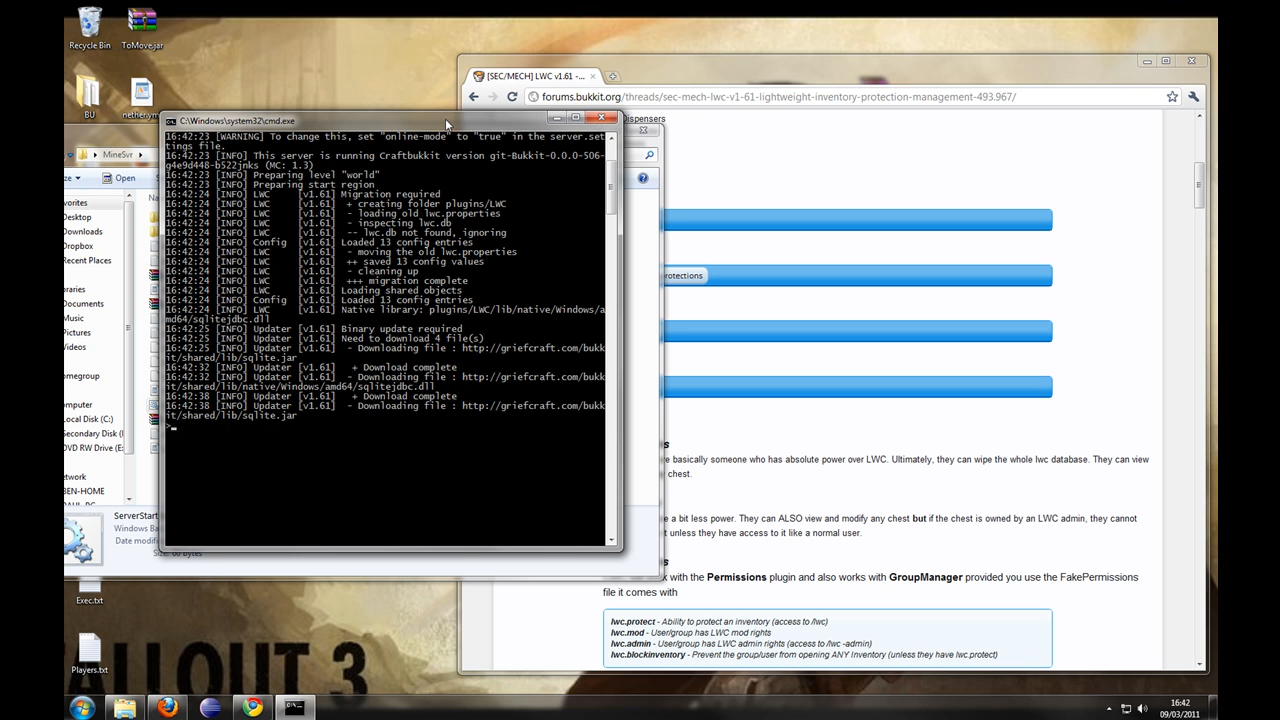 Recycle Bin
ToMove.jar
BU
nether.ym
[SEC/MECH] LWC v1.61 -...
forums.bukkit.org/threads/sec-mech-lwc-v1-61-lightweight-inventory-protection-management-493.967/
Dispensers
C:\Windows\system32\cmd.exe
16:42:23 [WARNING] To change this, set "online-mode" to "true" in the server.set
tings file.
16:42:23 [INFO] This server is running Craftbukkit version git-Bukkit-0.0.0-506-
g4e9d448-b522jnks (MC: 1.3)
16:42:23 [INFO] Preparing level "world"
16:42:23 [INFO] Preparing start region
16:42:24 [INFO] LWC [v1.61] Migration required
16:42:24 [INFO] LWC [v1.61] + creating folder plugins/LWC
16:42:24 [INFO] LWC [v1.61] - loading old lwc.properties
16:42:24 [INFO] LWC [v1.61] - inspecting lwc.db
16:42:24 [INFO] LWC [v1.61] -- lwc.db not found, ignoring
16:42:24 [INFO] Config [v1.61] Loaded 13 config entries
16:42:24 [INFO] LWC [v1.61] - moving the old lwc.properties
16:42:24 [INFO] LWC [v1.61] ++ saved 13 config values
16:42:24 [INFO] LWC [v1.61] - cleaning up
16:42:24 [INFO] LWC [v1.61] +++ migration complete
16:42:24 [INFO] LWC [v1.61] Loading shared objects
16:42:24 [INFO] Config [v1.61] Loaded 13 config entries
16:42:24 [INFO] LWC [v1.61] Native library: plugins/LWC/lib/native/Windows/a
md64/sqlitejdbc.dll
16:42:25 [INFO] Updater [v1.61] Binary update required
16:42:25 [INFO] Updater [v1.61] Need to download 4 file(s)
16:42:25 [INFO] Updater [v1.61] - Downloading file : http://griefcraft.com/bukk
it/shared/lib/sqlite.jar
16:42:32 [INFO] Updater [v1.61] + Download complete
16:42:32 [INFO] Updater [v1.61] - Downloading file : http://griefcraft.com/bukk
it/shared/lib/native/Windows/amd64/sqlitejdbc.dll
16:42:38 [INFO] Updater [v1.61] + Download complete
16:42:38 [INFO] Updater [v1.61] - Downloading file : http://griefcraft.com/bukk
it/shared/lib/sqlite.jar
>_
MineSvr
ze
Open
Na
avorites
Desktop
Downloads
Dropbox
Recent Places
braries
Documents
Music
Pictures
Videos
omegroup
omputer
Local Disk (C:)
Secondary Disk (
DVD RW Drive (E:
etwork
BEN-HOME
ServerStart
Windows Ba
Date modifi
rotections
s
e basically someone who has absolute power over LWC. Ultimately, they can wipe the whole lwc database. They can view
chest.
e a bit less power. They can ALSO view and modify any chest but if the chest is owned by an LWC admin, they cannot
t unless they have access to it like a normal user.
s
k with the Permissions plugin and also works with GroupManager provided you use the FakePermissions
file it comes with
lwc.protect - Ability to protect an inventory (access to /lwc)
lwc.mod - User/group has LWC mod rights
lwc.admin - User/group has LWC admin rights (access to /lwc -admin)
lwc.blockinventory - Prevent the group/user from opening ANY Inventory (unless they have lwc.protect)
Exec.txt
Players.txt
ALLOUT 3
C:\.
16:42
09/03/2011